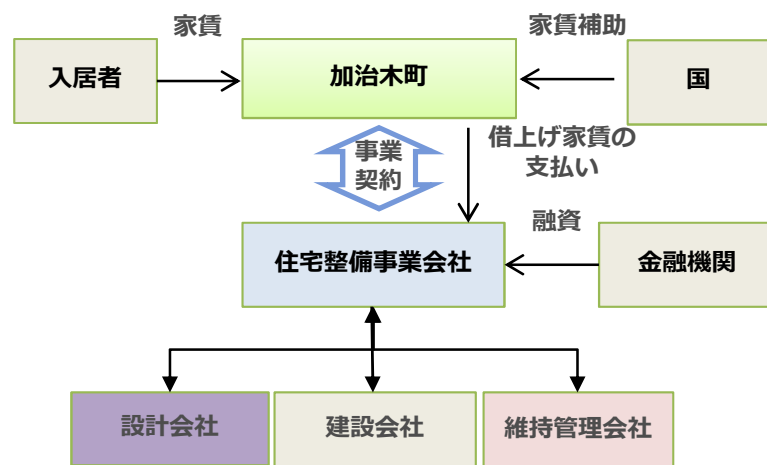 家賃
家賃補助
入居者
加治木町
国
事業
契約
借上げ家賃の
支払い
融資
住宅整備事業会社
金融機関
設計会社
建設会社
維持管理会社